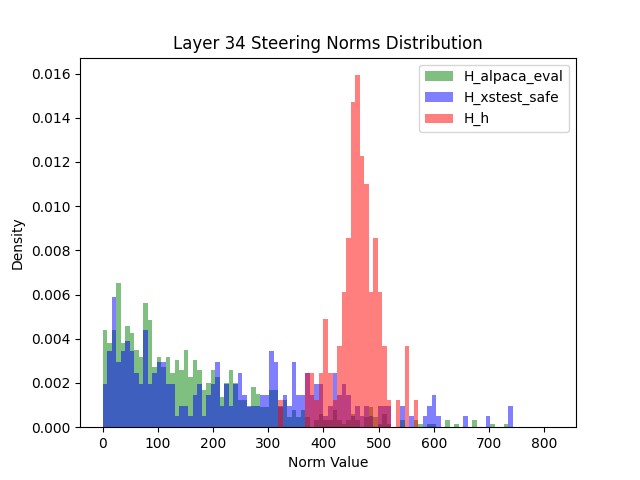 Layer 34 Steering Norms Distribution
H_alpaca_eval
H_xstest_safe
H_h
Density
0.016
0.014
0.012
0.010
0.008
0.006
0.004
0.002
0.000
0 100 200 300 400 500 600 700 800
Norm Value